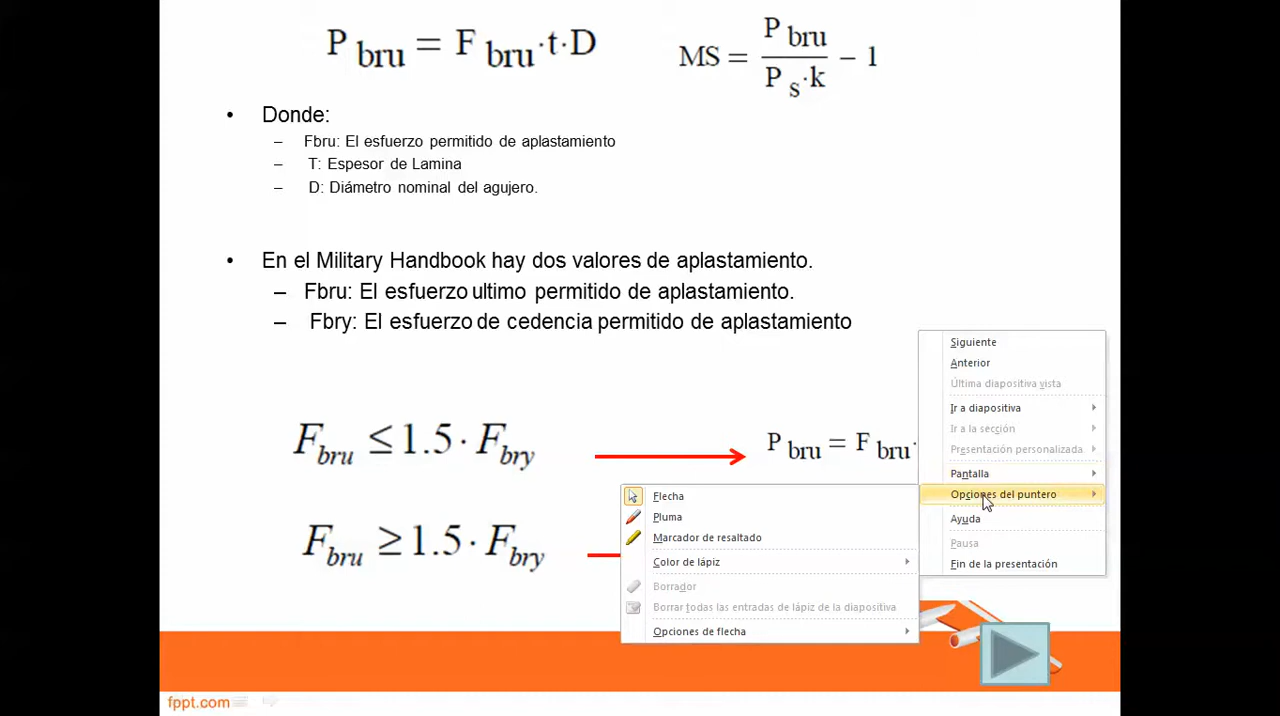 P bru = F bru·t·D
MS = P bru / P s·k − 1
• Donde:
– Fbru: El esfuerzo permitido de aplastamiento
– T: Espesor de Lamina
– D: Diámetro nominal del agujero.
• En el Military Handbook hay dos valores de aplastamiento.
– Fbru: El esfuerzo ultimo permitido de aplastamiento.
– Fbry: El esfuerzo de cedencia permitido de aplastamiento
F bru ≤ 1.5 · F bry
P bru = F bru·
F bru ≥ 1.5 · F bry
Siguiente
Anterior
Última diapositiva vista
Ir a diapositiva
Ir a la sección
Presentación personalizada
Pantalla
Opciones del puntero
Ayuda
Pausa
Fin de la presentación
Flecha
Pluma
Marcador de resaltado
Color de lápiz
Borrador
Borrar todas las entradas de lápiz de la diapositiva
Opciones de flecha
fppt.com